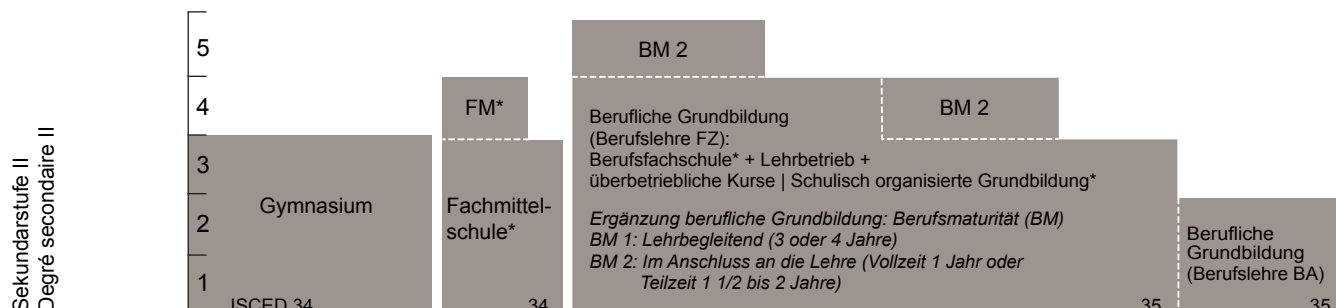 Sekundarstufe II
Degré secondaire II
5
4
3
2
1
Gymnasium
ISCED 34
FM*
Fachmittel-
schule*
34
BM 2
BM 2
Berufliche Grundbildung
(Berufslehre FZ):
Berufsfachschule* + Lehrbetrieb +
überbetriebliche Kurse | Schulisch organisierte Grundbildung*
Ergänzung berufliche Grundbildung: Berufsmaturität (BM)
BM 1: Lehrbegleitend (3 oder 4 Jahre)
BM 2: Im Anschluss an die Lehre (Vollzeit 1 Jahr oder
Teilzeit 1 1/2 bis 2 Jahre)
35
Berufliche
Grundbildung
(Berufslehre BA)
35